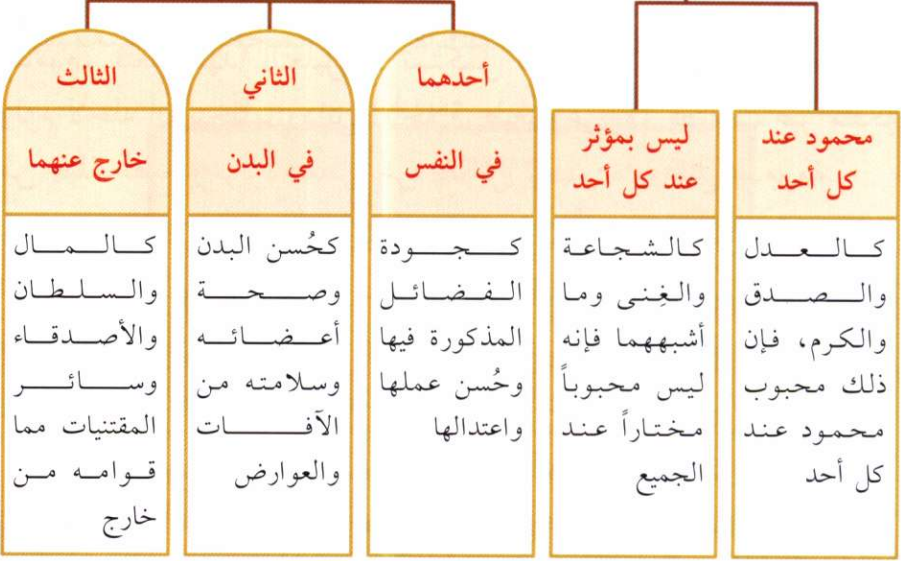 محمود عند
كل أحد
كالعدل
والصدق
والكرم، فإن
ذلك محبوب
محمود عند
كل أحد
ليس بمؤثر
عند كل أحد
كالشجاعة
والغِنى وما
أشبههما فإنه
ليس محبوباً
مختاراً عند
الجميع
أحدهما
في النفس
كجودة
الفضائل
المذكورة فيها
وحُسن عملها
واعتدالها
الثاني
في البدن
كحُسن البدن
وصحة
أعضائه
وسلامته من
الآفات
والعوارض
الثالث
خارج عنهما
كالمال
والسلطان
والأصدقاء
وسائر
المقتنيات مما
قوامه من
خارج